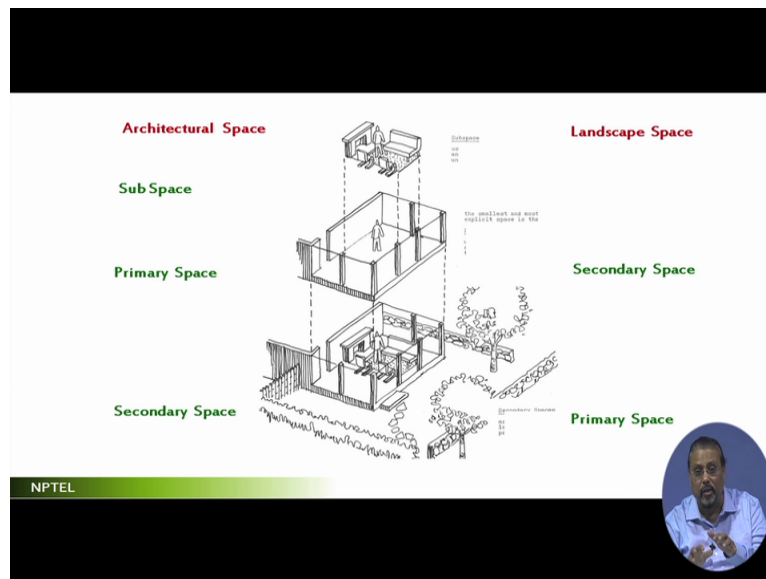 Architectural Space
Landscape Space
Subspace
Sub Space
the smallest and most
explicit space is the
Primary Space
Secondary Space
Secondary Space
Primary Space
NPTEL